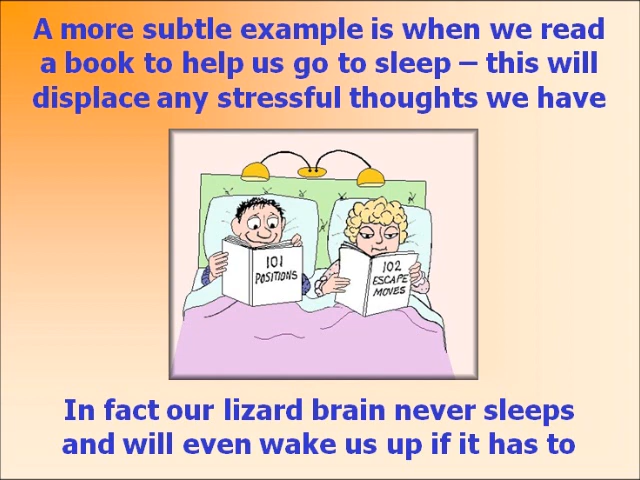 A more subtle example is when we read
a book to help us go to sleep – this will
displace any stressful thoughts we have
101
POSITIONS
102
ESCAPE
MOVES
In fact our lizard brain never sleeps
and will even wake us up if it has to